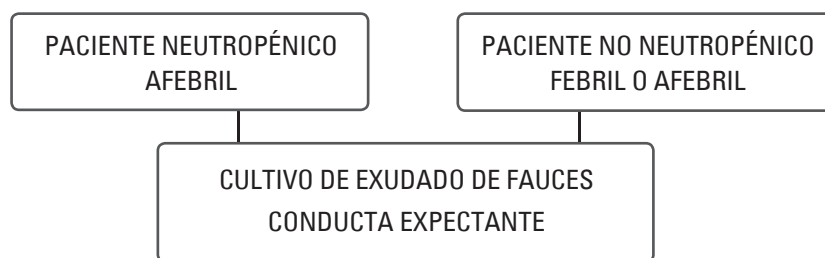 PACIENTE NEUTROPÉNICO
AFEBRIL
PACIENTE NO NEUTROPÉNICO
FEBRIL O AFEBRIL
CULTIVO DE EXUDADO DE FAUCES
CONDUCTA EXPECTANTE